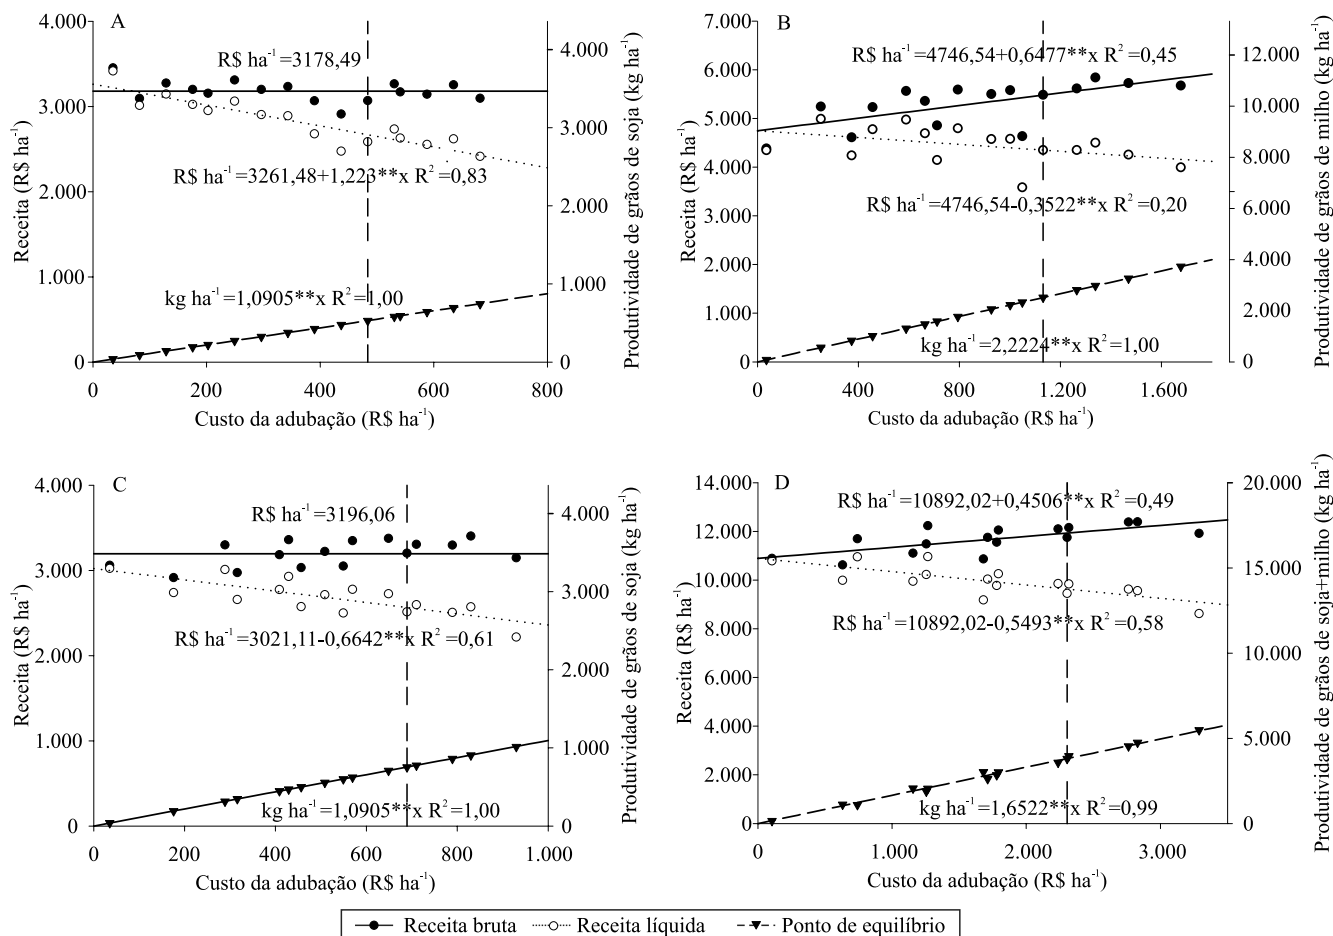 A
4.000
3.000
2.000
1.000
0
Receita (R$ ha⁻¹)
R$ ha⁻¹=3178,49
R$ ha⁻¹=3261,48+1,223**x R²=0,83
kg ha⁻¹=1,0905**x R²=1,00
4.000
3.000
2.000
1.000
0
Produtividade de grãos de soja (kg ha⁻¹)
0 200 400 600 800
Custo da adubação (R$ ha⁻¹)
B
7.000
6.000
5.000
4.000
3.000
2.000
1.000
0
Receita (R$ ha⁻¹)
R$ ha⁻¹=4746,54+0,6477**x R²=0,45
R$ ha⁻¹=4746,54-0,3522**x R²=0,20
kg ha⁻¹=2,2224**x R²=1,00
12.000
10.000
8.000
6.000
4.000
2.000
0
Produtividade de grãos de milho (kg ha⁻¹)
0 400 800 1.200 1.600
Custo da adubação (R$ ha⁻¹)
C
4.000
3.000
2.000
1.000
0
Receita (R$ ha⁻¹)
R$ ha⁻¹=3196,06
R$ ha⁻¹=3021,11-0,6642**x R²=0,61
kg ha⁻¹=1,0905**x R²=1,00
4.000
3.000
2.000
1.000
0
Produtividade de grãos de soja (kg ha⁻¹)
0 200 400 600 800 1.000
Custo da adubação (R$ ha⁻¹)
D
14.000
12.000
10.000
8.000
6.000
4.000
2.000
0
Receita (R$ ha⁻¹)
R$ ha⁻¹=10892,02+0,4506**x R²=0,49
R$ ha⁻¹=10892,02-0,5493**x R²=0,58
kg ha⁻¹=1,6522**x R²=0,99
20.000
15.000
10.000
5.000
0
Produtividade de grãos de soja+milho (kg ha⁻¹)
0 1.000 2.000 3.000
Custo da adubação (R$ ha⁻¹)
Receita bruta Receita líquida Ponto de equilíbrio